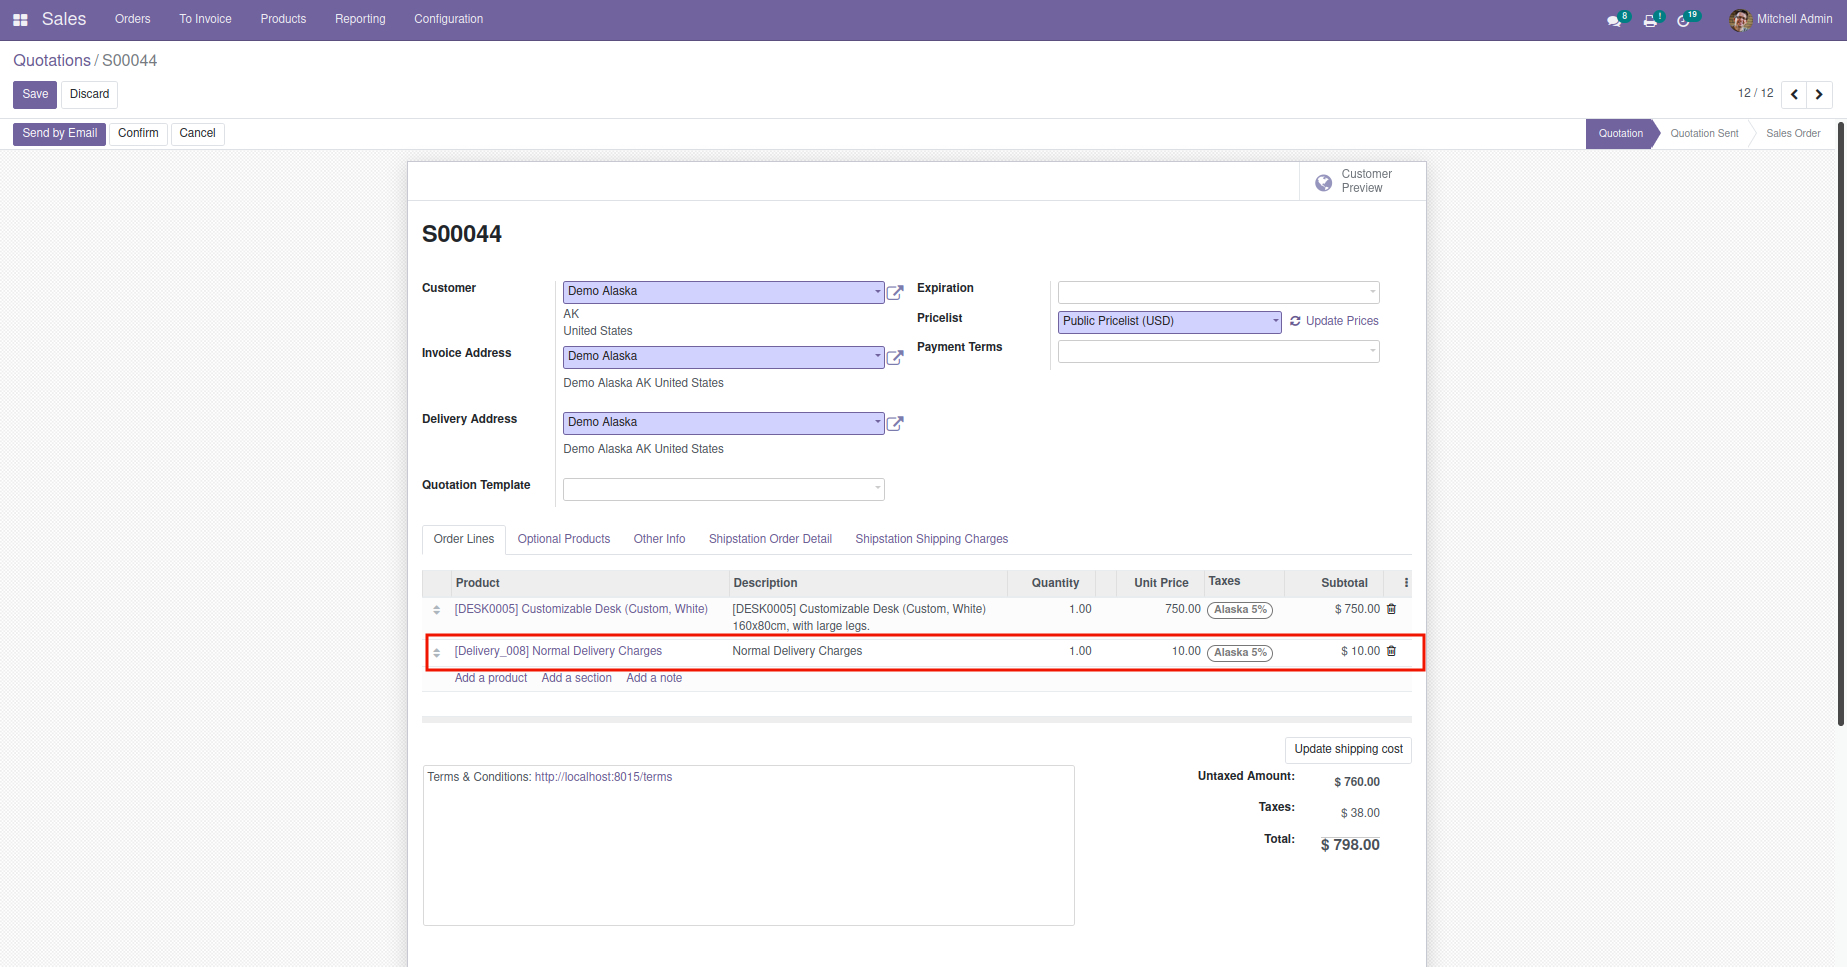 Sales Orders To Invoice Products Reporting Configuration 8 ! 19 Mitchell Admin
Quotations / S00044
Save Discard 12 / 12
Send by Email Confirm Cancel Quotation Quotation Sent Sales Order
Customer
Preview
S00044
Customer Demo Alaska Expiration
AK
United States
Pricelist Public Pricelist (USD) Update Prices
Invoice Address Demo Alaska Payment Terms
Demo Alaska AK United States
Delivery Address Demo Alaska
Demo Alaska AK United States
Quotation Template
Order Lines Optional Products Other Info Shipstation Order Detail Shipstation Shipping Charges
Product Description Quantity Unit Price Taxes Subtotal
[DESK0005] Customizable Desk (Custom, White) [DESK0005] Customizable Desk (Custom, White) 1.00 750.00 Alaska 5% $ 750.00
160x80cm, with large legs.
[Delivery_008] Normal Delivery Charges Normal Delivery Charges 1.00 10.00 Alaska 5% $ 10.00
Add a product Add a section Add a note
Update shipping cost
Terms & Conditions: http://localhost:8015/terms
Untaxed Amount: $ 760.00
Taxes: $ 38.00
Total: $ 798.00